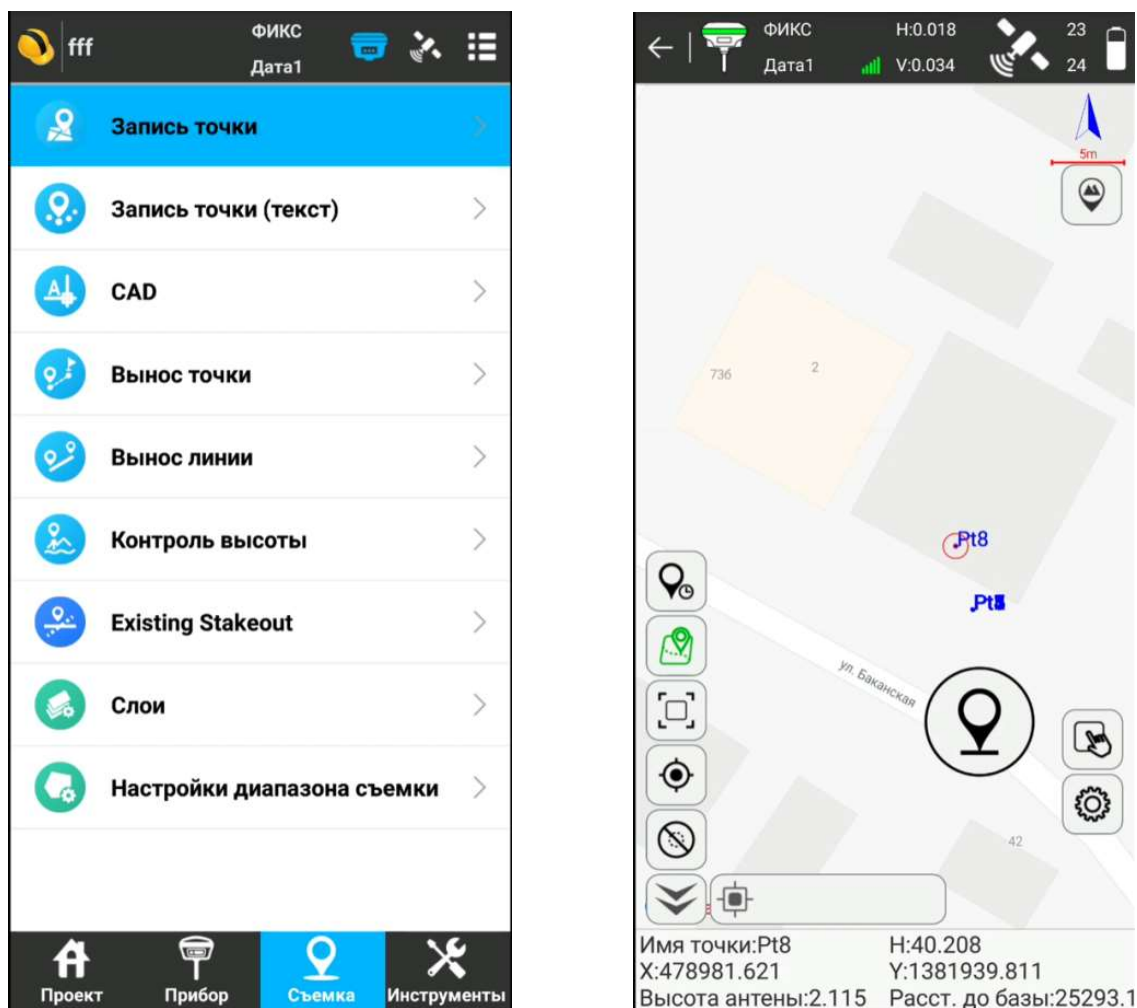 fff
ФИКС
Дата1
Запись точки
Запись точки (текст)
CAD
Вынос точки
Вынос линии
Контроль высоты
Existing Stakeout
Слои
Настройки диапазона съемки
Проект
Прибор
Съемка
Инструменты
ФИКС
H:0.018
23
Дата1
V:0.034
24
5m
2
736
Pt8
ул. Баканская
42
Имя точки:Pt8
H:40.208
X:478981.621
Y:1381939.811
Высота антены:2.115
Расст. до базы:25293.1